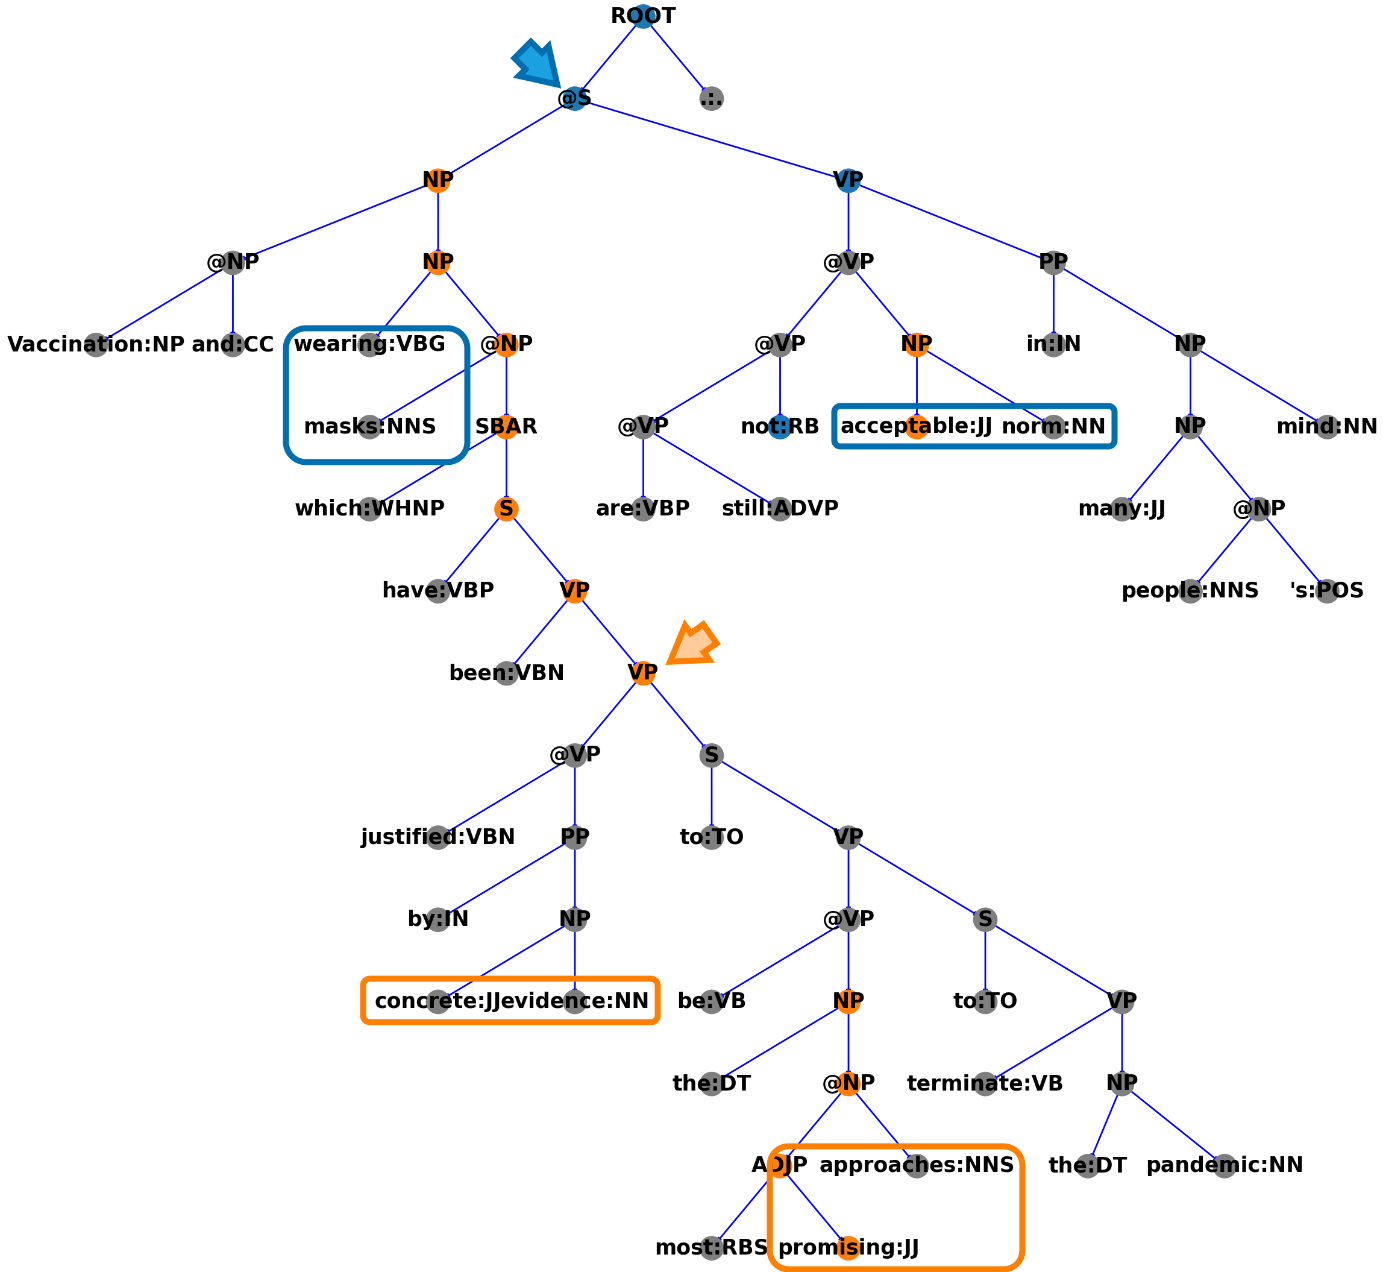 ROOT
@S .:.
NP VP
@NP NP @VP PP
Vaccination:NP and:CC wearing:VBG @NP @VP NP in:IN NP
masks:NNS SBAR @VP not:RB acceptable:JJ norm:NN NP mind:NN
which:WHNP S are:VBP still:ADVP many:JJ @NP
have:VBP VP people:NNS 's:POS
been:VBN VP
@VP S
justified:VBN PP to:TO VP
by:IN NP @VP S
concrete:JJ evidence:NN be:VB NP to:TO VP
the:DT @NP terminate:VB NP
ADJP approaches:NNS the:DT pandemic:NN
most:RBS promising:JJ